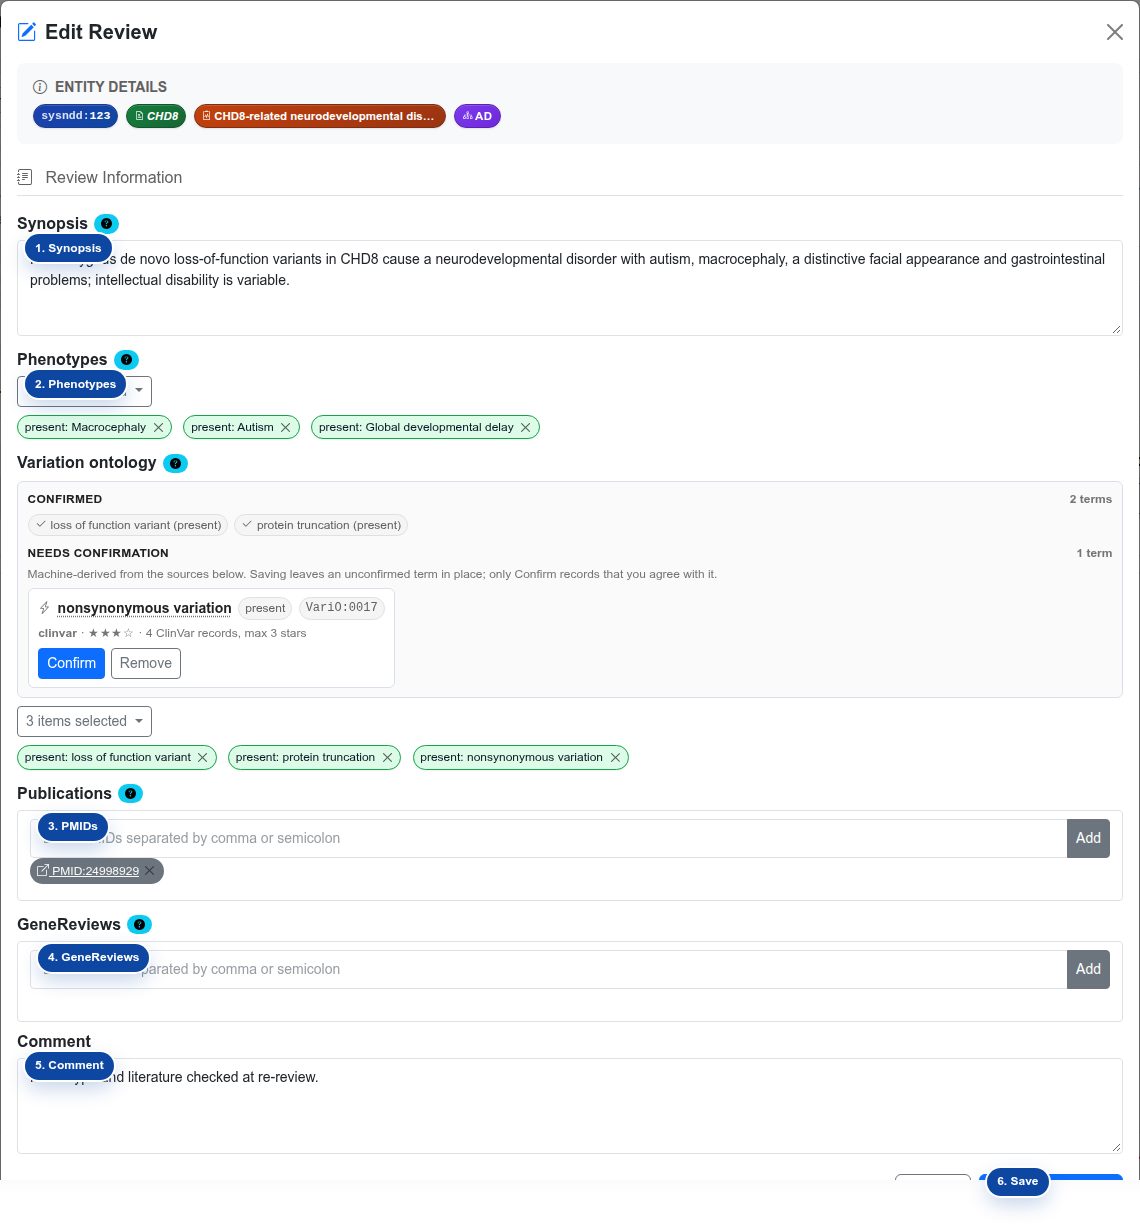 Edit Review
ENTITY DETAILS
sysndd:123
CHD8
CHD8-related neurodevelopmental dis...
AD
Review Information
Synopsis
1. Synopsis
de novo loss-of-function variants in CHD8 cause a neurodevelopmental disorder with autism, macrocephaly, a distinctive facial appearance and gastrointestinal
problems; intellectual disability is variable.
Phenotypes
2. Phenotypes
present: Macrocephaly
present: Autism
present: Global developmental delay
Variation ontology
CONFIRMED
2 terms
loss of function variant (present)
protein truncation (present)
NEEDS CONFIRMATION
1 term
Machine-derived from the sources below. Saving leaves an unconfirmed term in place; only Confirm records that you agree with it.
nonsynonymous variation
present
VariO:0017
clinvar · ★★★☆ · 4 ClinVar records, max 3 stars
Confirm
Remove
3 items selected
present: loss of function variant
present: protein truncation
present: nonsynonymous variation
Publications
3. PMIDs
separated by comma or semicolon
Add
PMID:24998929
GeneReviews
4. GeneReviews
by comma or semicolon
Add
Comment
5. Comment
literature checked at re-review.
6. Save